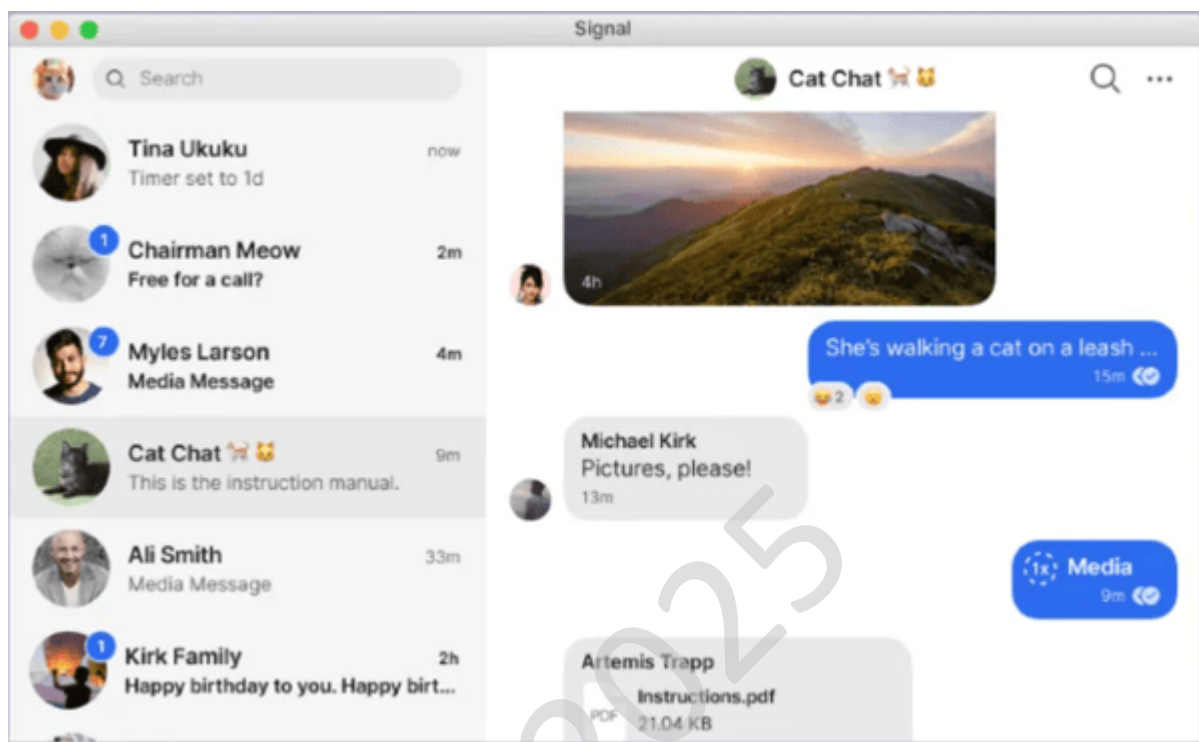 Signal
Search
Tina Ukuku
now
Timer set to 1d
1
Chairman Meow
2m
Free for a call?
7
Myles Larson
4m
Media Message
Cat Chat 🐈 😺
9m
This is the instruction manual.
Ali Smith
33m
Media Message
1
Kirk Family
2h
Happy birthday to you. Happy birt...
Cat Chat 🐈 😺
4h
She's walking a cat on a leash ...
15m
2
Michael Kirk
Pictures, please!
13m
1x Media
9m
Artemis Trapp
Instructions.pdf
PDF
21.04 KB
2025